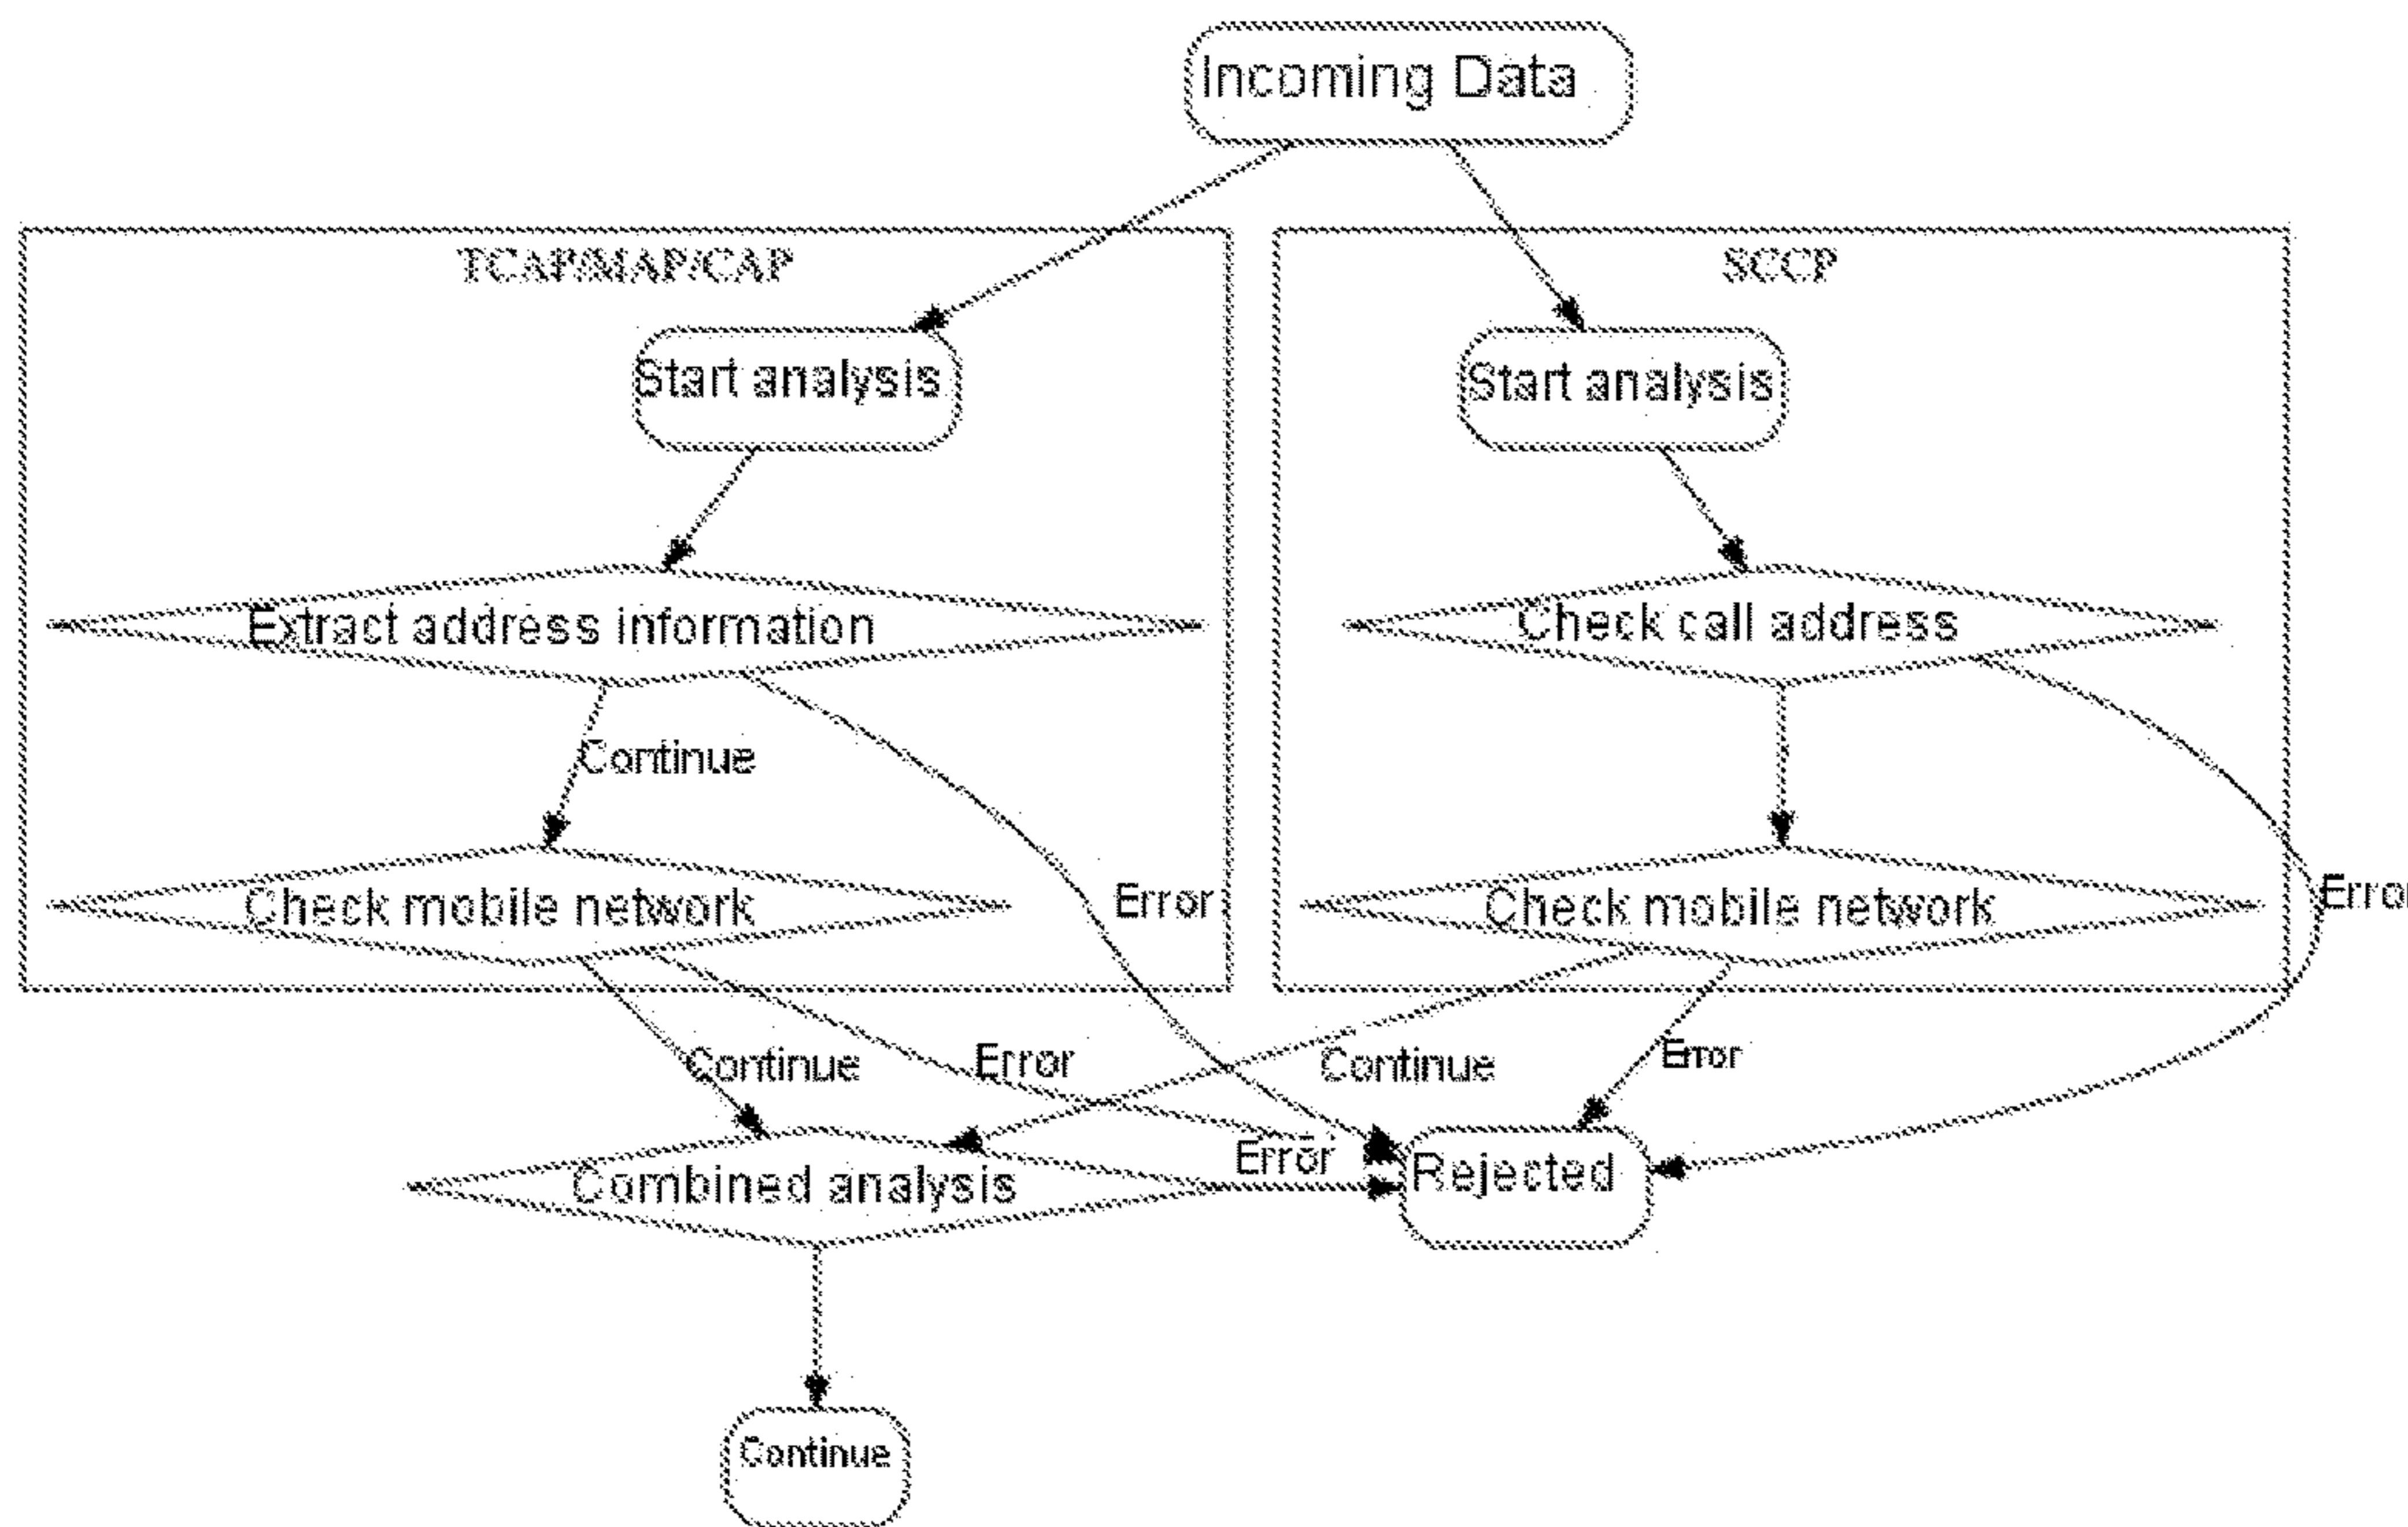 Incoming Data
TCAP/MAP/CAP
SCCP
Start analysis
Start analysis
Extract address information
Check call address
Continue
Check mobile network
Error
Check mobile network
Error
Continue
Error
Continue
Error
Combined analysis
Error
Rejected
Continue